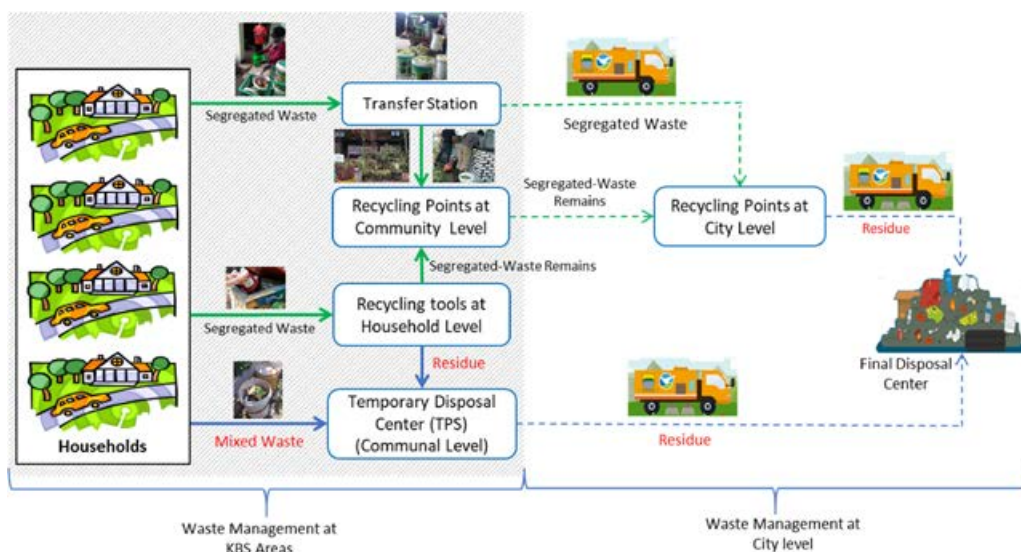 Segregated Waste
Transfer Station
Segregated Waste
Recycling Points at
Community Level
Segregated-Waste
Remains
Recycling Points at
City Level
Residue
Segregated-Waste Remains
Segregated Waste
Recycling tools at
Household Level
Residue
Final Disposal
Center
Households
Mixed Waste
Temporary Disposal
Center (TPS)
(Communal Level)
Residue
Waste Management at
KBS Areas
Waste Management at
City level